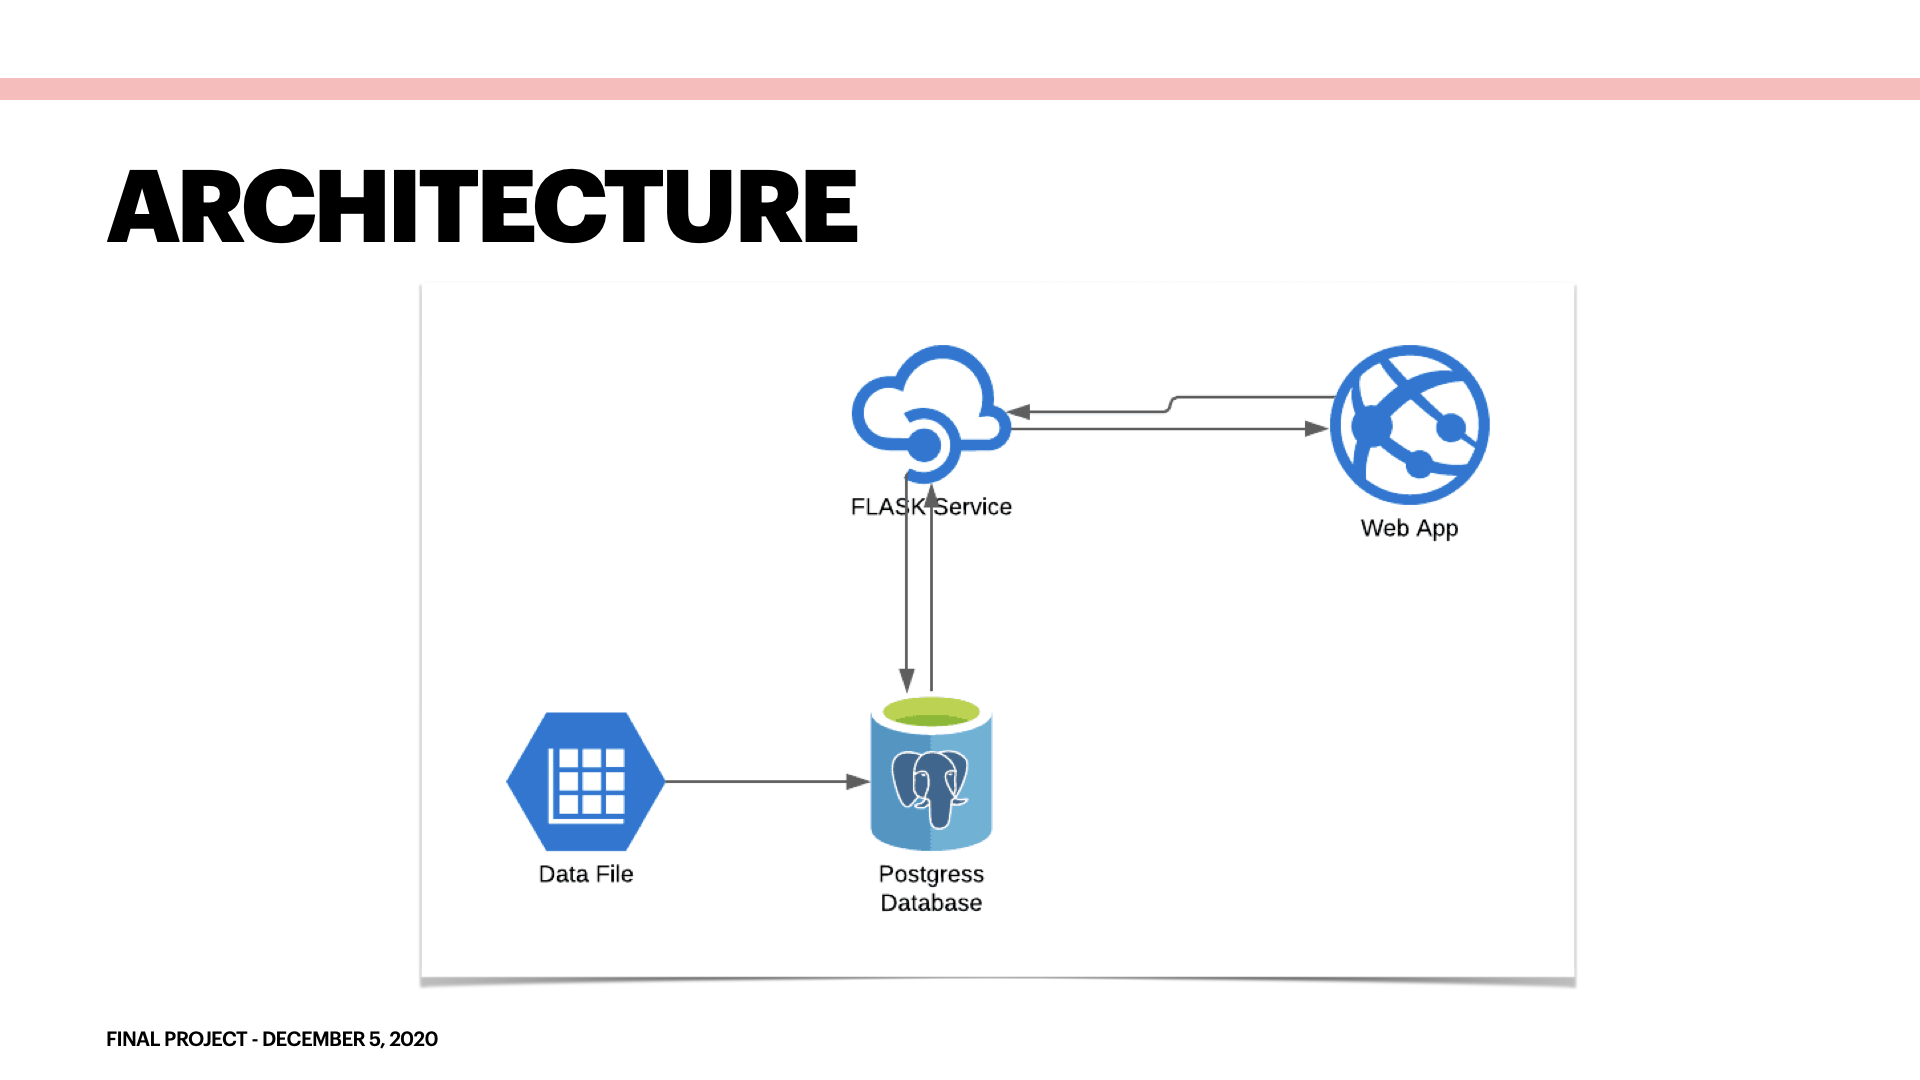 ARCHITECTURE
FLASK Service
Web App
Data File
Postgress
Database
FINAL PROJECT - DECEMBER 5, 2020